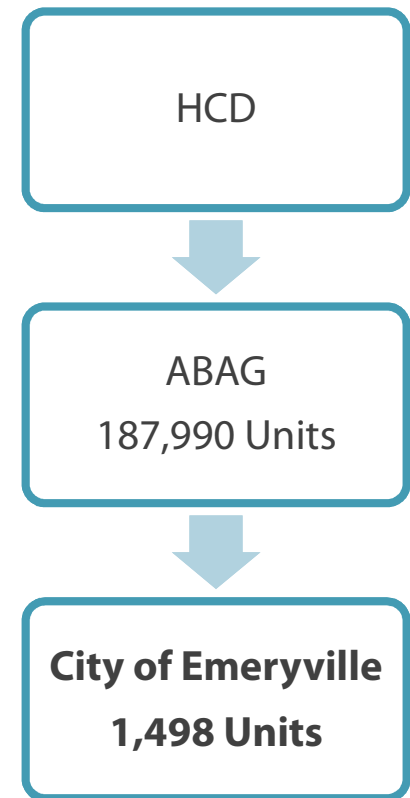 HCD
ABAG
187,990 Units
City of Emeryville
1,498 Units